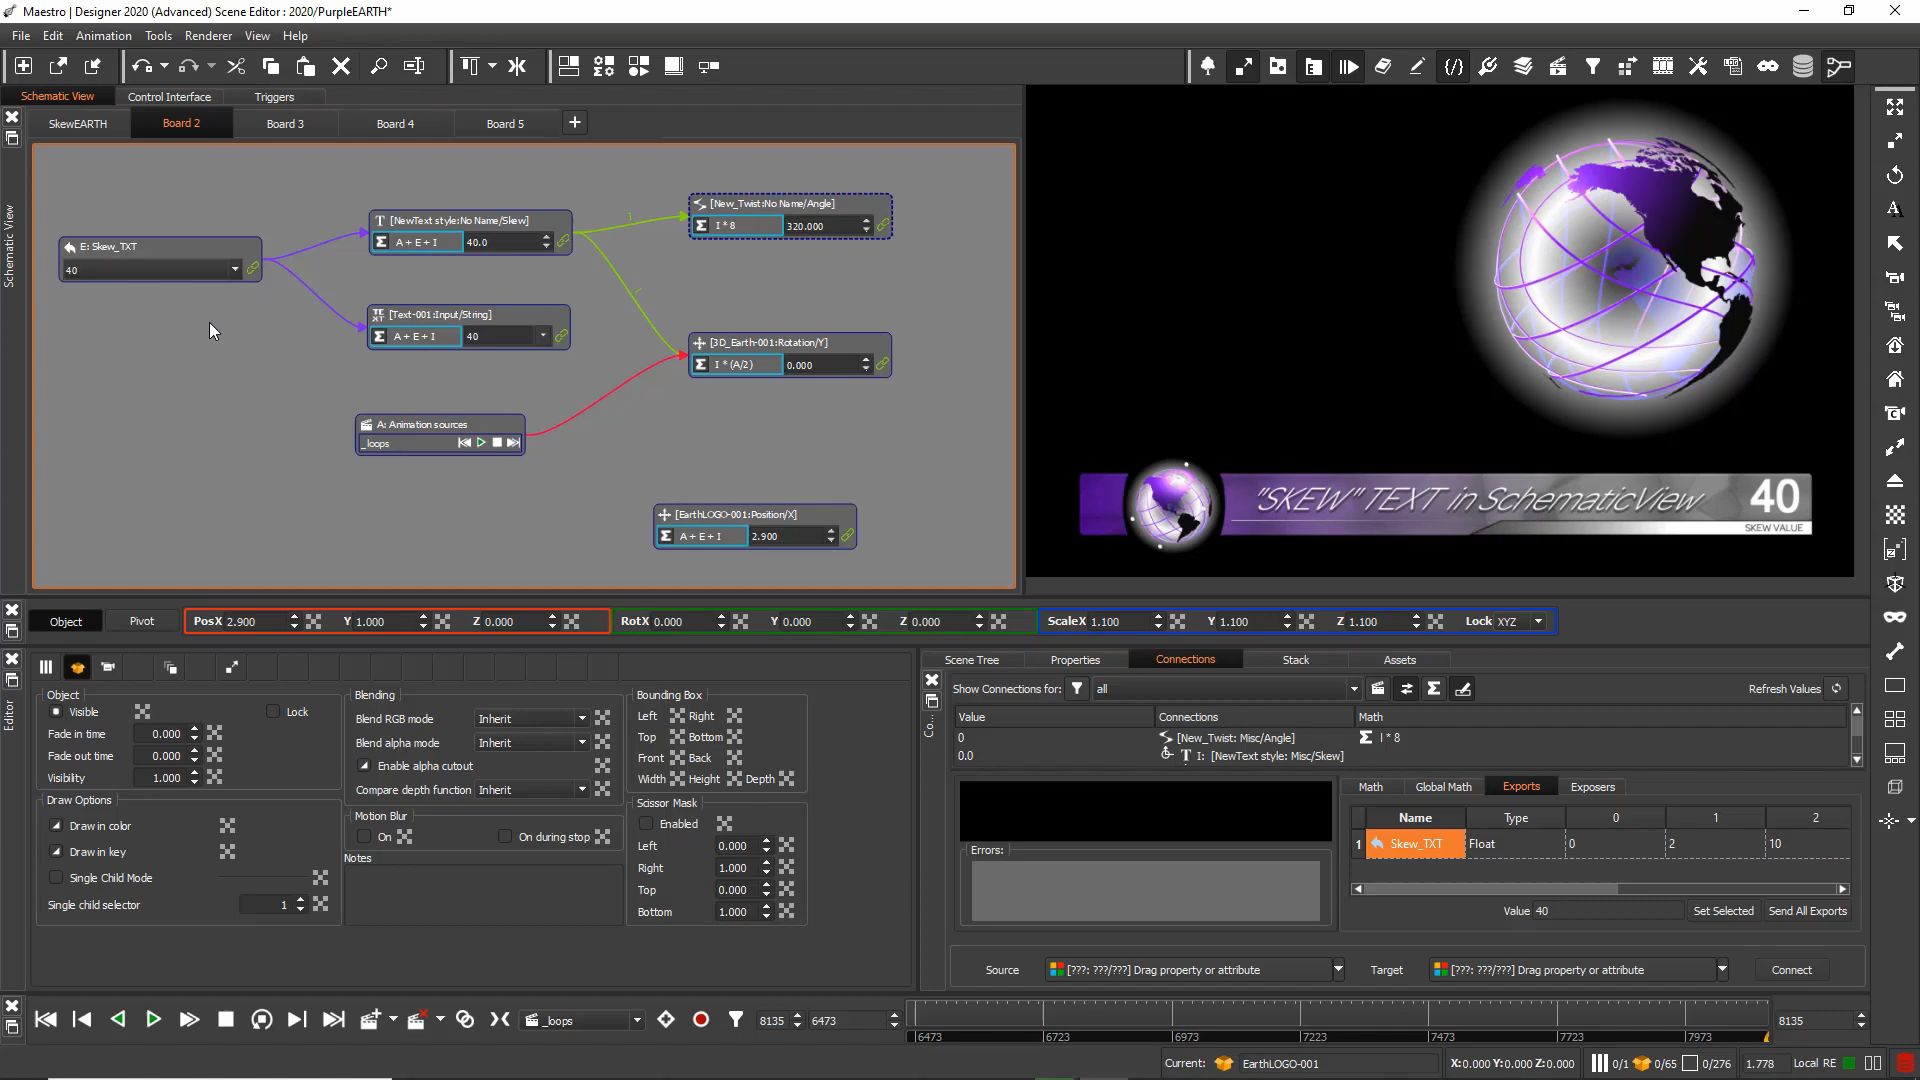 Maestro | Designer 2020 (Advanced) Scene Editor : 2020/PurpleEARTH*
File Edit Animation Tools Renderer View Help
Schematic View Control Interface Triggers
SkewEARTH Board 2 Board 3 Board 4 Board 5 +
Schematic View
E: Skew_TXT
40
[NewText style:No Name/Skew]
A + E + I 40.0
[Text-001:Input/String]
A + E + I 40
A: Animation sources
_loops
[New_Twist:No Name/Angle]
I * 8 320.000
[3D_Earth-001:Rotation/Y]
I * (A/2) 0.000
[EarthLOGO-001:Position/X]
A + E + I 2.900
"SKEW" TEXT in SchematicView 40
SKEW VALUE
Object Pivot PosX 2.900 Y 1.000 Z 0.000 RotX 0.000 Y 0.000 Z 0.000 ScaleX 1.100 Y 1.100 Z 1.100 Lock XYZ
Editor
Object
Visible Lock
Fade in time 0.000
Fade out time 0.000
Visibility 1.000
Draw Options
Draw in color
Draw in key
Single Child Mode
Single child selector 1
Blending
Blend RGB mode Inherit
Blend alpha mode Inherit
Enable alpha cutout
Compare depth function Inherit
Motion Blur
On On during stop
Notes
Bounding Box
Left Right
Top Bottom
Front Back
Width Height Depth
Scissor Mask
Enabled
Left 0.000
Right 1.000
Top 0.000
Bottom 1.000
Scene Tree Properties Connections Stack Assets
Co...
Show Connections for: all Refresh Values
Value Connections Math
0 [New_Twist: Misc/Angle] I * 8
0.0 I: [NewText style: Misc/Skew]
Errors:
Math Global Math Exports Exposers
Name Type 0 1 2
1 Skew_TXT Float 0 2 10
Value 40 Set Selected Send All Exports
Source [???: ???/???] Drag property or attribute Target [???: ???/???] Drag property or attribute Connect
_loops 8135 6473 8135
6473 6723 6973 7223 7473 7723 7973
Current: EarthLOGO-001 X:0.000 Y:0.000 Z:0.000 0/1 0/65 0/276 1.778 Local RE